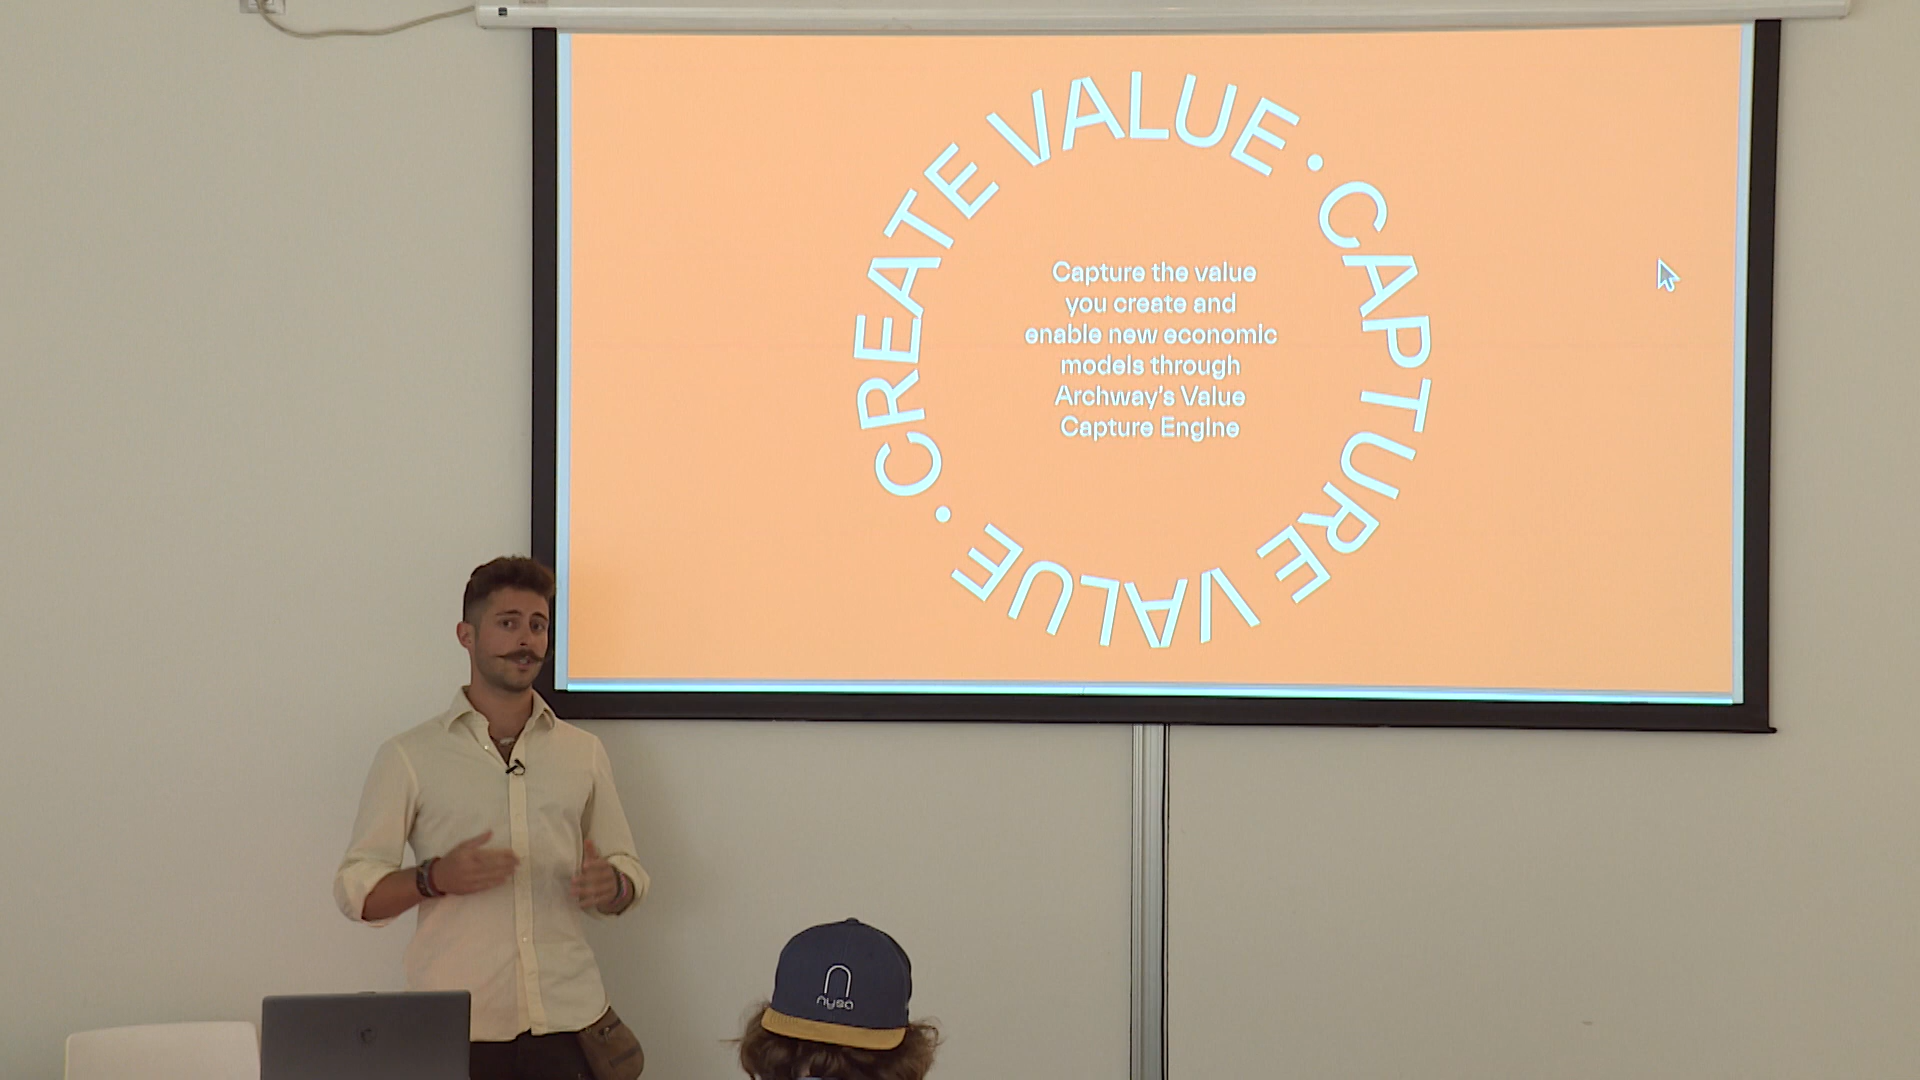 CREATE VALUE • CAPTURE VALUE •
Capture the value
you create and
enable new economic
models through
Archway's Value
Capture Engine
nysa